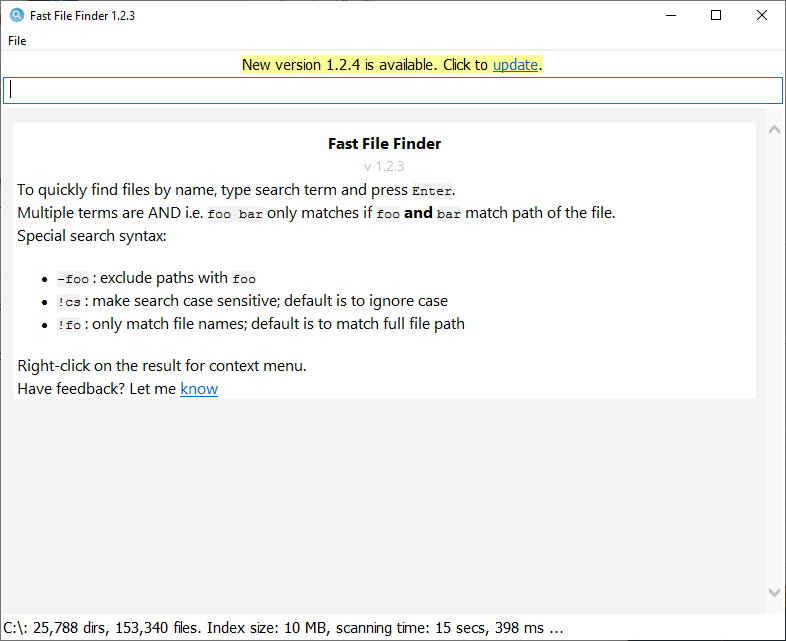 Fast File Finder 1.2.3
File
New version 1.2.4 is available. Click to update.
Fast File Finder
v 1.2.3
To quickly find files by name, type search term and press Enter.
Multiple terms are AND i.e. foo bar only matches if foo and bar match path of the file.
Special search syntax:
-foo : exclude paths with foo
!cs : make search case sensitive; default is to ignore case
!fo : only match file names; default is to match full file path
Right-click on the result for context menu.
Have feedback? Let me know
C:\: 25,788 dirs, 153,340 files. Index size: 10 MB, scanning time: 15 secs, 398 ms ...